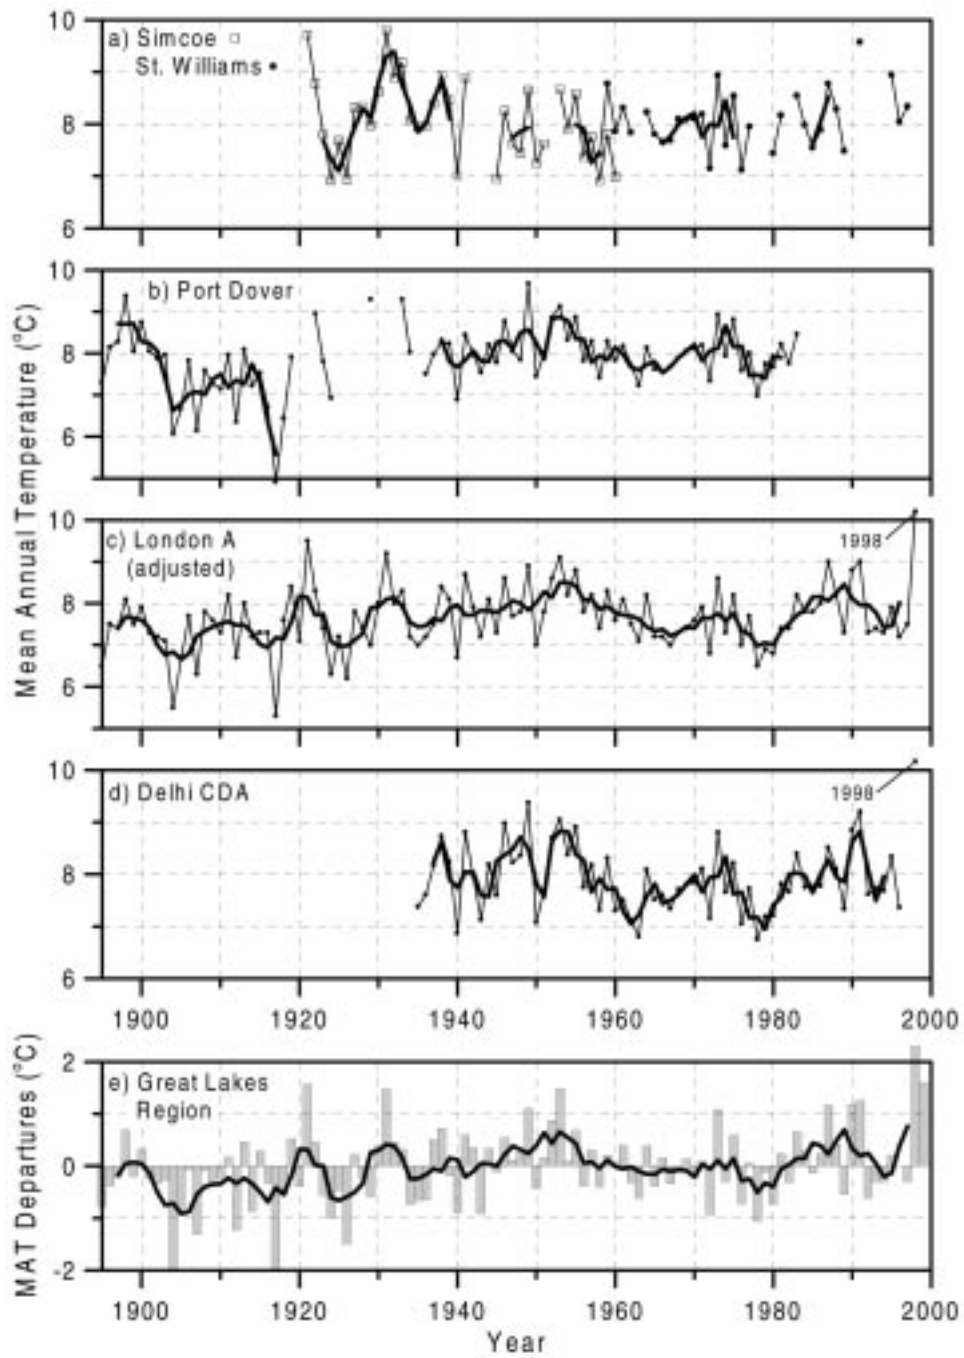 a) Simcoe □
St. Williams •
10
8
6
b) Port Dover
10
8
6
Mean Annual Temperature (°C)
c) London A
(adjusted)
1998
10
8
6
d) Delhi CDA
1998
10
8
6
1900 1920 1940 1960 1980 2000
e) Great Lakes
Region
MAT Departures (°C)
2
0
-2
1900 1920 1940 1960 1980 2000
Year